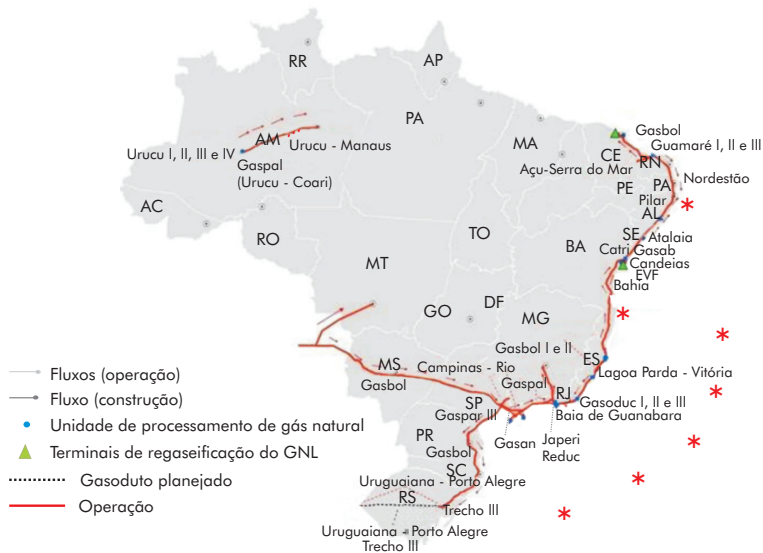 RR
AP
AM
Urucu - Manaus
Urucu I, II, III e IV
Gaspal
(Urucu - Coari)
PA
MA
CE
Gasbol
Guamaré I, II e III
RN
Açu-Serra do Mar
PE
PA
Nordestão
Pilar
AL
AC
RO
TO
SE
Atalaia
BA
Catri
Gasab
Candeias
EVF
Bahia
MT
GO
DF
MG
Gasbol I e II
ES
MS
Campinas - Rio
Gasbol
Gaspal
Lagoa Parda - Vitória
SP
RJ
Gasoduc I, II e III
Gaspar III
Baia de Guanabara
PR
Gasan
Japeri
Reduc
Gasbol
SC
Uruguaiana - Porto Alegre
RS
Trecho III
Uruguaiana - Porto Alegre
Trecho III
Fluxos (operação)
Fluxo (construção)
Unidade de processamento de gás natural
Terminais de regaseificação do GNL
Gasoduto planejado
Operação